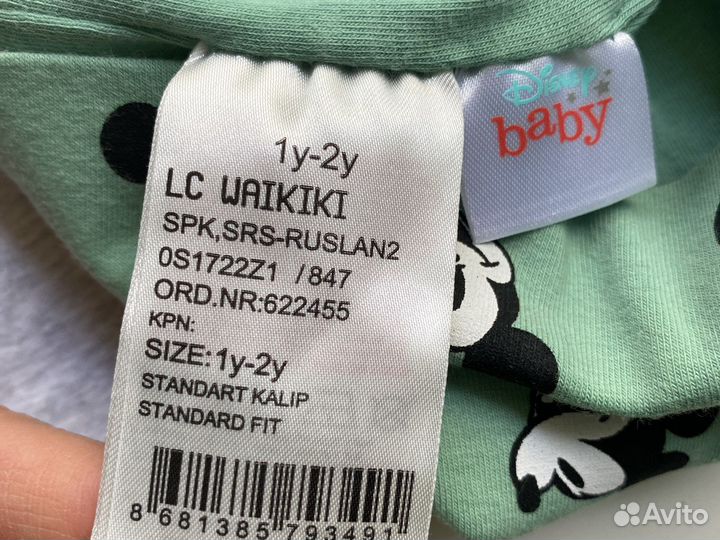 1y-2y
LC WAIKIKI
SPK,SRS-RUSLAN2
0S1722Z1 /847
ORD.NR:622455
KPN:
SIZE:1y-2y
STANDART KALIP
STANDARD FIT
8 681385 793491
Disney
baby
Avito